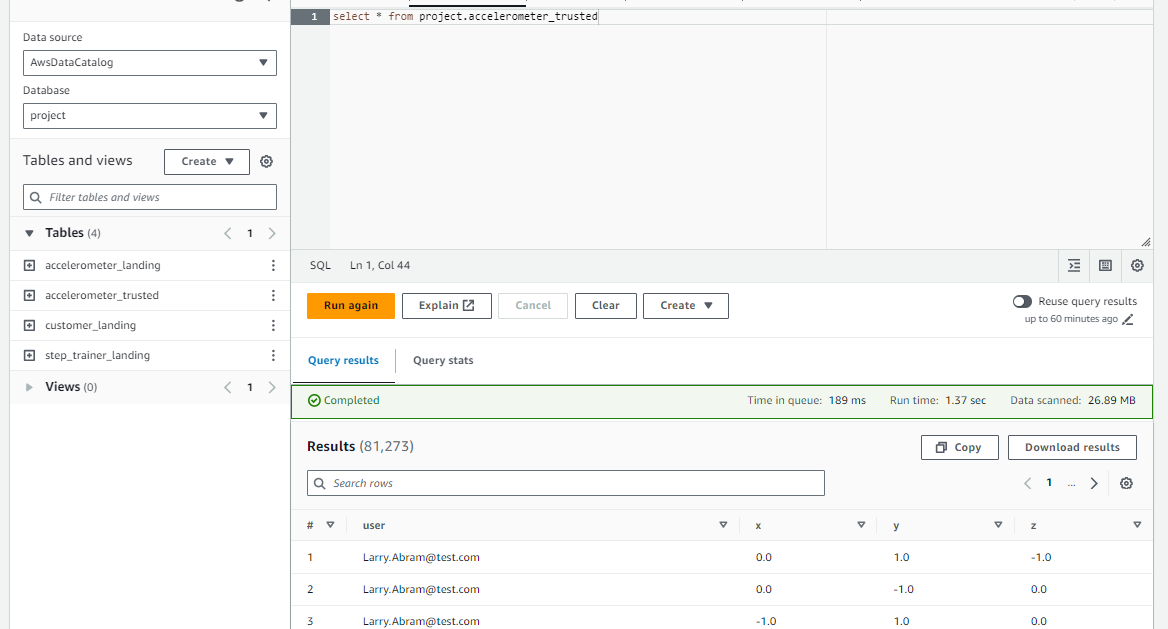 Data source
AwsDataCatalog
Database
project
Tables and views
Create
Filter tables and views
Tables (4)
1
accelerometer_landing
accelerometer_trusted
customer_landing
step_trainer_landing
Views (0)
1
1 select * from project.accelerometer_trusted
SQL Ln 1, Col 44
Run again Explain Cancel Clear Create
Reuse query results
up to 60 minutes ago
Query results Query stats
Completed Time in queue: 189 ms Run time: 1.37 sec Data scanned: 26.89 MB
Results (81,273) Copy Download results
Search rows 1 ...
# user x y z
1 Larry.Abram@test.com 0.0 1.0 -1.0
2 Larry.Abram@test.com 0.0 -1.0 0.0
3 Larry.Abram@test.com -1.0 1.0 0.0